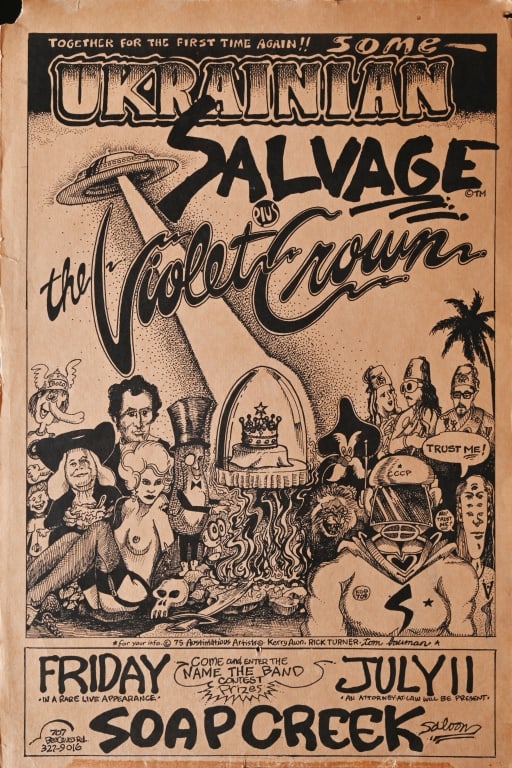 TOGETHER FOR THE FIRST TIME AGAIN!! SOME
UKRAINIAN
SALVAGE
©TM
PLUS
the Violet Crown
TRUST ME!
CCCP
*for your info. © 75 Austintatious Artists © Kerry Awn. RICK TURNER. tom bauman *
FRIDAY
·IN A RARE LIVE APPEARANCE·
COME and ENTER THE
NAME THE BAND
CONTEST
Prizes
JULY 11
·AN ATTORNEY AT LAW WILL BE PRESENT·
707
BEE CAVES RD.
327-9016
SOAP CREEK Saloon